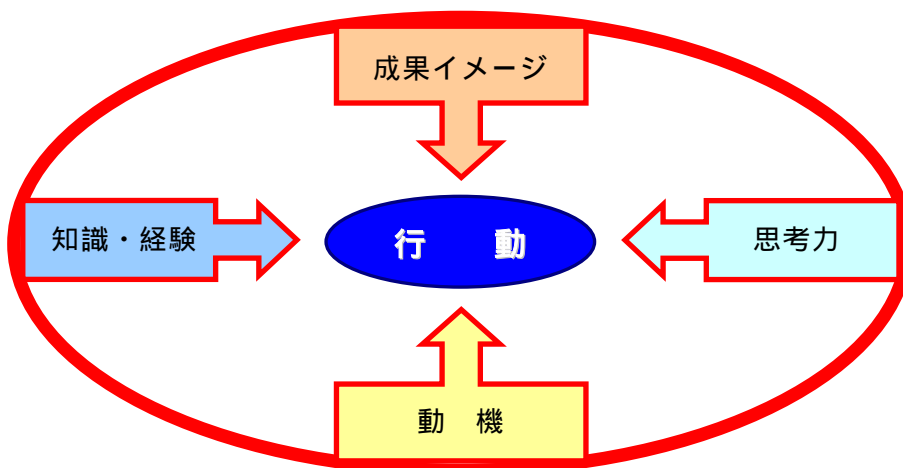 成果イメージ
知識・経験
行　動
思考力
動　機